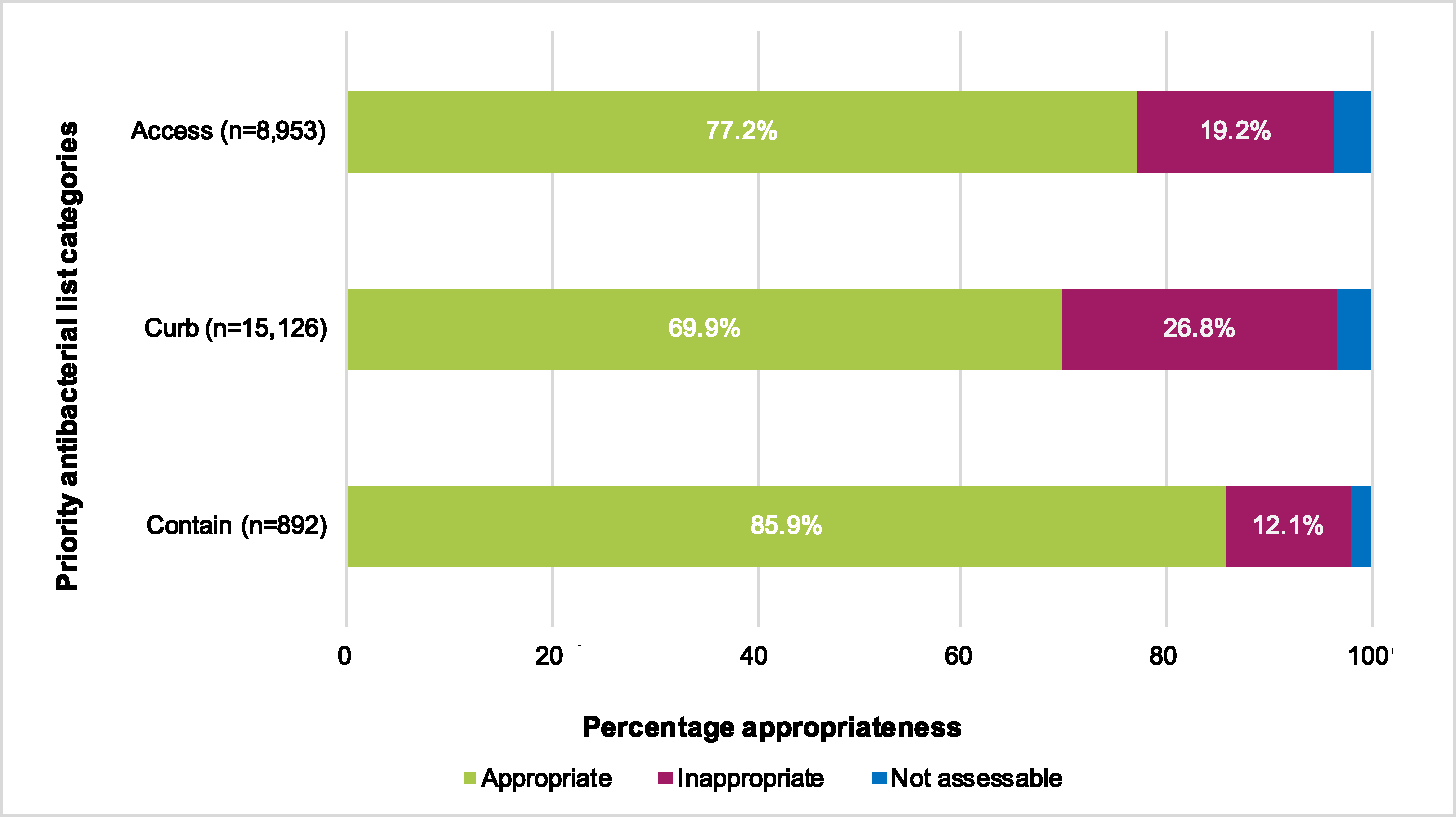 Priority antibacterial list categories
Access (n=8,953)
77.2%
19.2%
Curb (n=15,126)
69.9%
26.8%
Contain (n=892)
85.9%
12.1%
0
20
40
60
80
100
Percentage appropriateness
Appropriate
Inappropriate
Not assessable